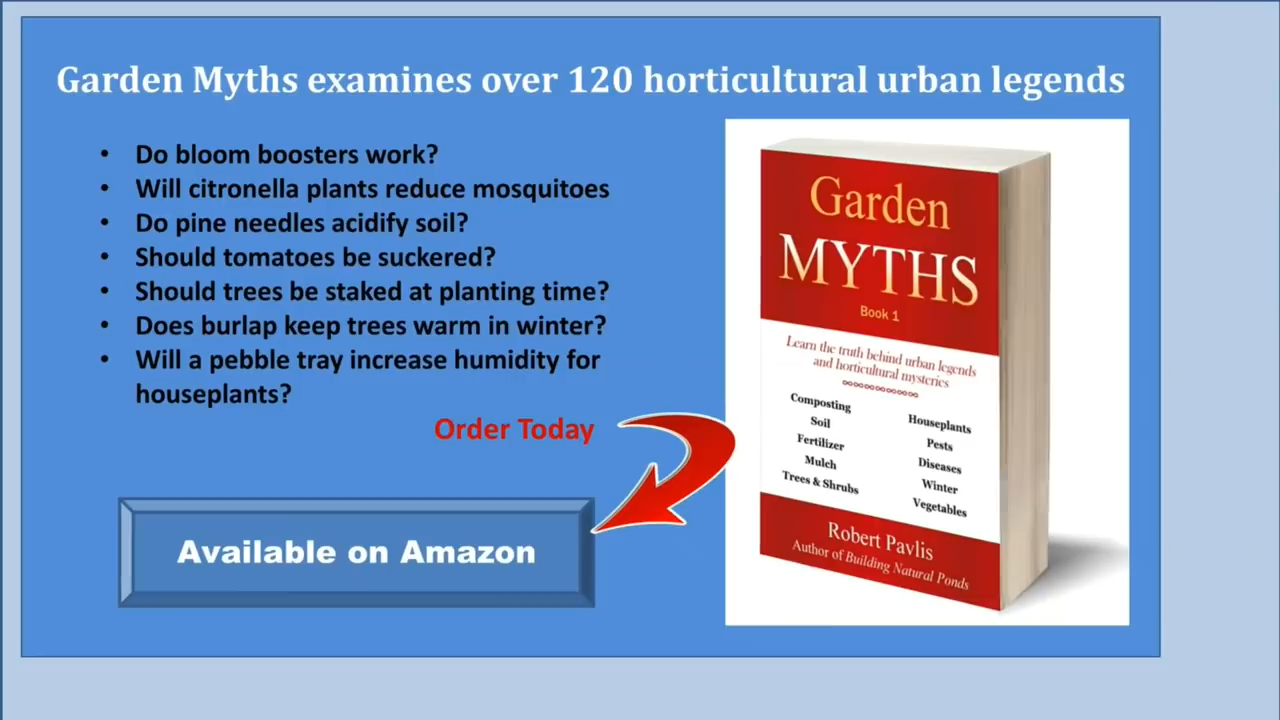 Garden Myths examines over 120 horticultural urban legends
• Do bloom boosters work?
• Will citronella plants reduce mosquitoes
• Do pine needles acidify soil?
• Should tomatoes be suckered?
• Should trees be staked at planting time?
• Does burlap keep trees warm in winter?
• Will a pebble tray increase humidity for
houseplants?
Order Today
Available on Amazon
Garden
MYTHS
Book 1
Learn the truth behind urban legends
and horticultural mysteries
Composting
Soil
Fertilizer
Mulch
Trees & Shrubs
Houseplants
Pests
Diseases
Winter
Vegetables
Robert Pavlis
Author of Building Natural Ponds